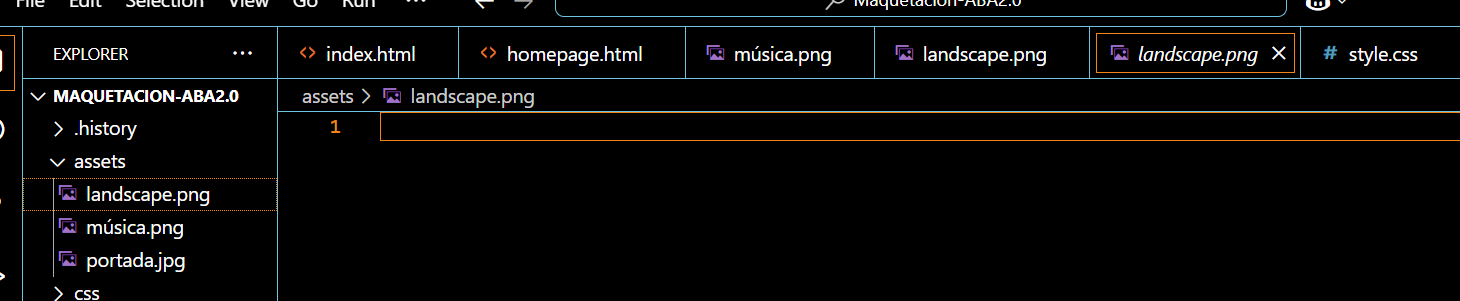 File Edit Selection View Go Run ...
Maquetacion-ABA2.0
EXPLORER ...
index.html
homepage.html
música.png
landscape.png
landscape.png
style.css
MAQUETACION-ABA2.0
assets > landscape.png
.history
1
assets
landscape.png
música.png
portada.jpg
css